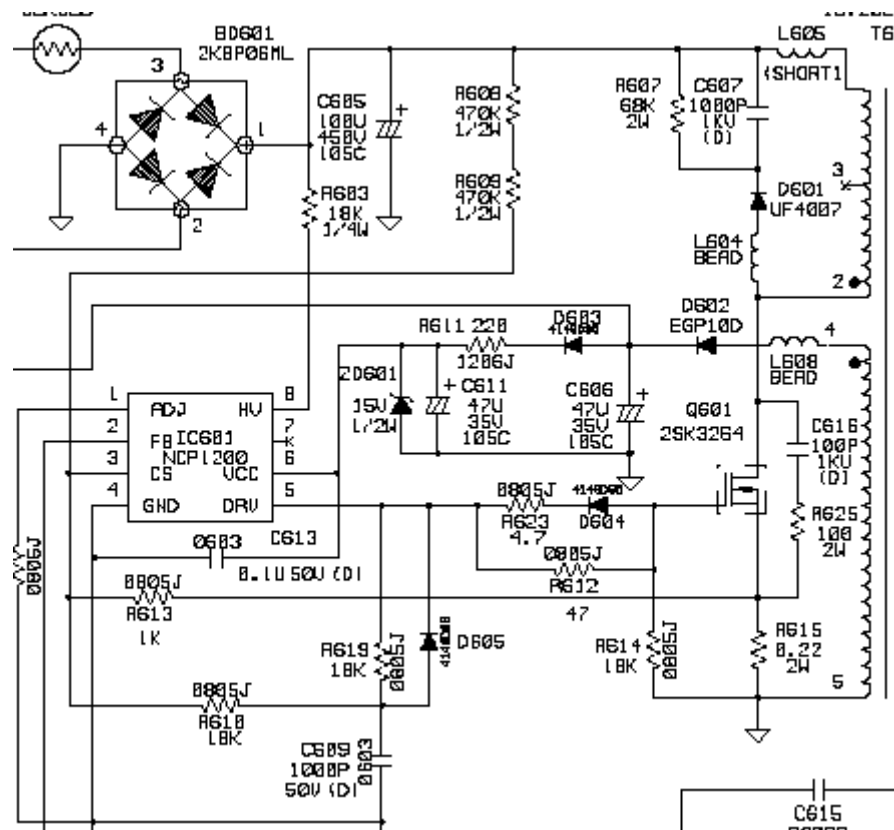 BD601
2KBP06ML
3
4
1
2
C605
100U
450V
105C
R603
18K
1/4W
R608
470K
1/2W
R609
470K
1/2W
R607
68K
2W
C607
1000P
1KV
(D)
L605
(SHORT)
T6
3
D601
UF4007
L604
BEAD
2
D602
EGP10D
4
L608
BEAD
R611 220
1206J
D603
ZD601
15V
1/2W
C611
47U
35V
105C
C606
47U
35V
105C
Q601
2SK3264
C616
100P
1KV
(D)
R625
100
2W
1
ADJ
HV
8
2
FB
IC601
7
3
NCP1200
6
CS
VCC
4
GND
DRV
5
0603
C613
0.1U 50V (D)
0805J
R623
4.7
D604
0805J
R612
47
0805J
0805J
R613
1K
R619
10K
0805J
D605
R614
10K
0805J
R615
0.22
2W
5
0805J
R610
10K
C609
1000P
50V (D)
0603
C615